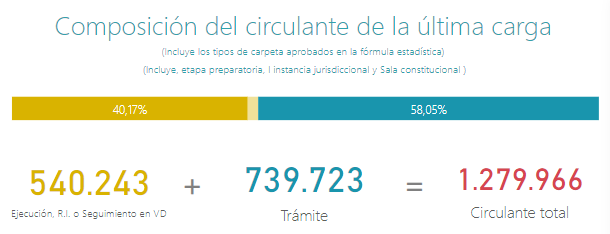 Composición del circulante de la última carga
(Incluye los tipos de carpeta aprobados en la fórmula estadística)
(Incluye, etapa preparatoria, I instancia jurisdiccional y Sala constitucional )
40,17% 58,05%
540.243 + 739.723 = 1.279.966
Ejecución, R.I. o Seguimiento en VD Trámite Circulante total